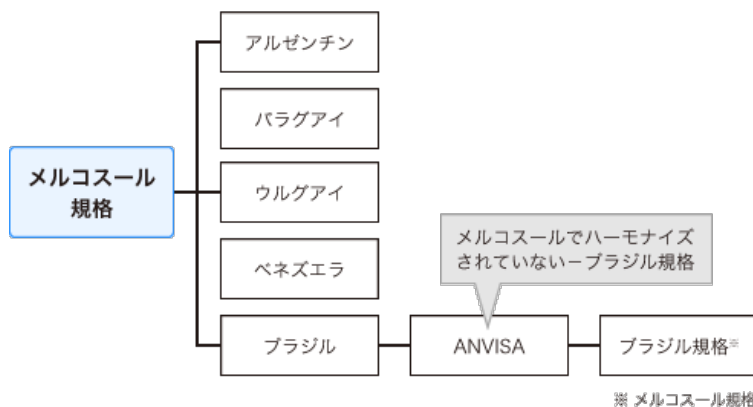 アルゼンチン
パラグアイ
メルコスール
規格
ウルグアイ
メルコスールでハーモナイズ
されていない－ブラジル規格
ベネズエラ
ブラジル
ANVISA
ブラジル規格※
※ メルコスール規格